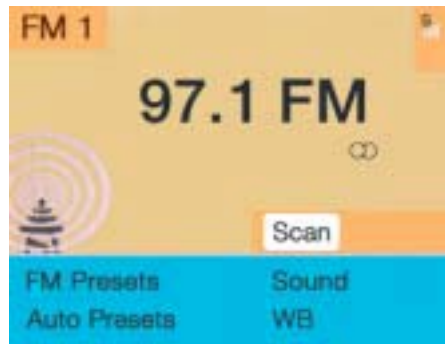 FM 1
S
97.1 FM
Scan
FM Presets Sound
Auto Presets WB